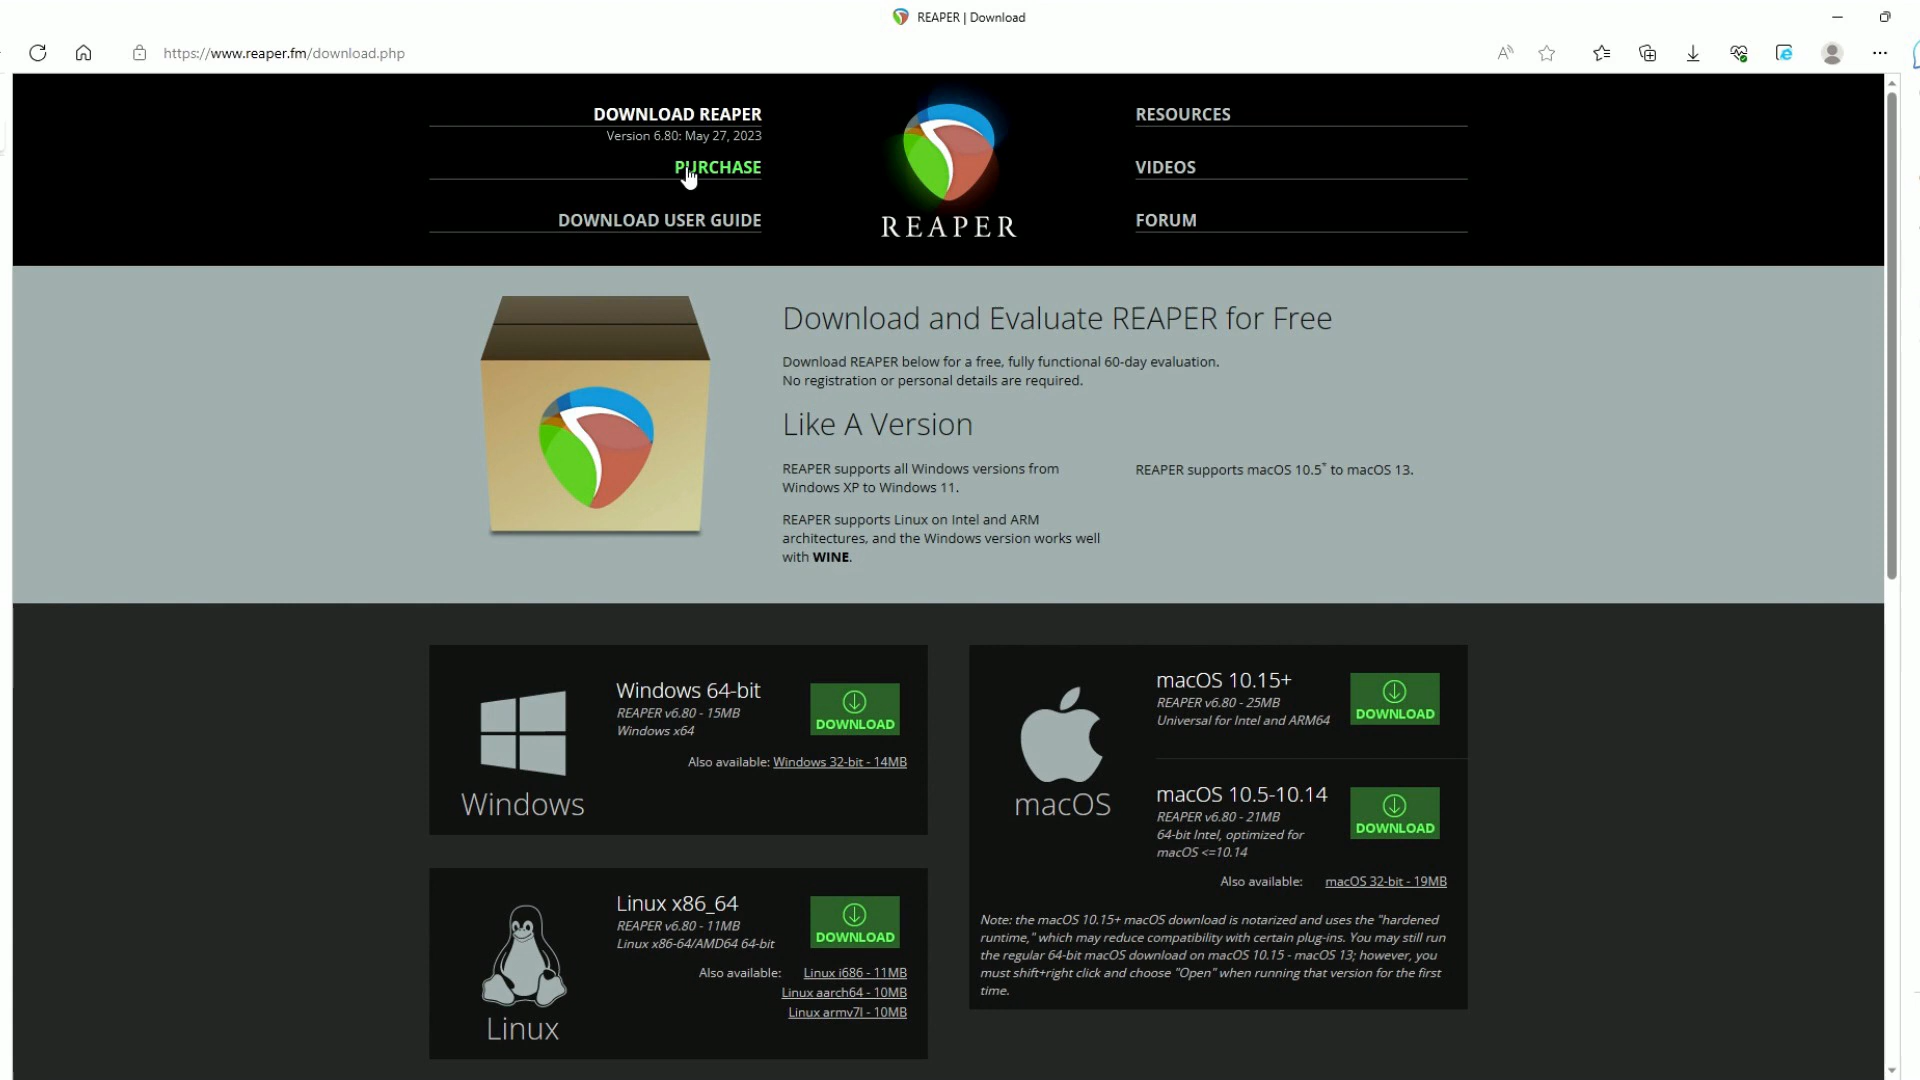 REAPER | Download
https://www.reaper.fm/download.php
DOWNLOAD REAPER
Version 6.80: May 27, 2023
PURCHASE
DOWNLOAD USER GUIDE
REAPER
RESOURCES
VIDEOS
FORUM
Download and Evaluate REAPER for Free
Download REAPER below for a free, fully functional 60-day evaluation.
No registration or personal details are required.
Like A Version
REAPER supports all Windows versions from
Windows XP to Windows 11.
REAPER supports Linux on Intel and ARM
architectures, and the Windows version works well
with WINE.
REAPER supports macOS 10.5* to macOS 13.
Windows
Windows 64-bit
REAPER v6.80 - 15MB
Windows x64
DOWNLOAD
Also available: Windows 32-bit - 14MB
Linux
Linux x86_64
REAPER v6.80 - 11MB
Linux x86-64/AMD64 64-bit
DOWNLOAD
Also available: Linux i686 - 11MB
Linux aarch64 - 10MB
Linux armv7l - 10MB
macOS
macOS 10.15+
REAPER v6.80 - 25MB
Universal for Intel and ARM64
DOWNLOAD
macOS 10.5-10.14
REAPER v6.80 - 21MB
64-bit Intel, optimized for
macOS <=10.14
DOWNLOAD
Also available: macOS 32-bit - 19MB
Note: the macOS 10.15+ macOS download is notarized and uses the "hardened
runtime," which may reduce compatibility with certain plug-ins. You may still run
the regular 64-bit macOS download on macOS 10.15 - macOS 13; however, you
must shift+right click and choose "Open" when running that version for the first
time.